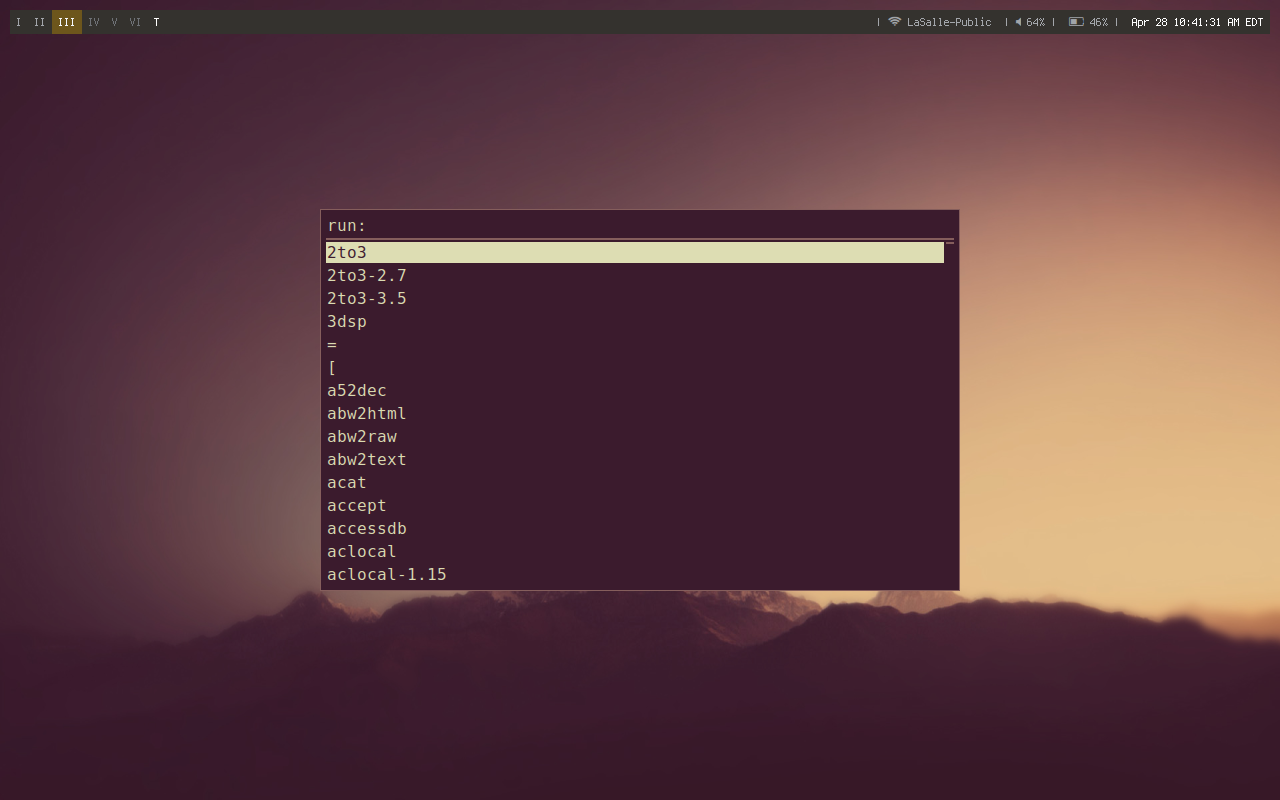 I II III IV V VI T | LaSalle-Public | 64% | 46% | Apr 28 10:41:31 AM EDT
run:
2to3
2to3-2.7
2to3-3.5
3dsp
=
[
a52dec
abw2html
abw2raw
abw2text
acat
accept
accessdb
aclocal
aclocal-1.15